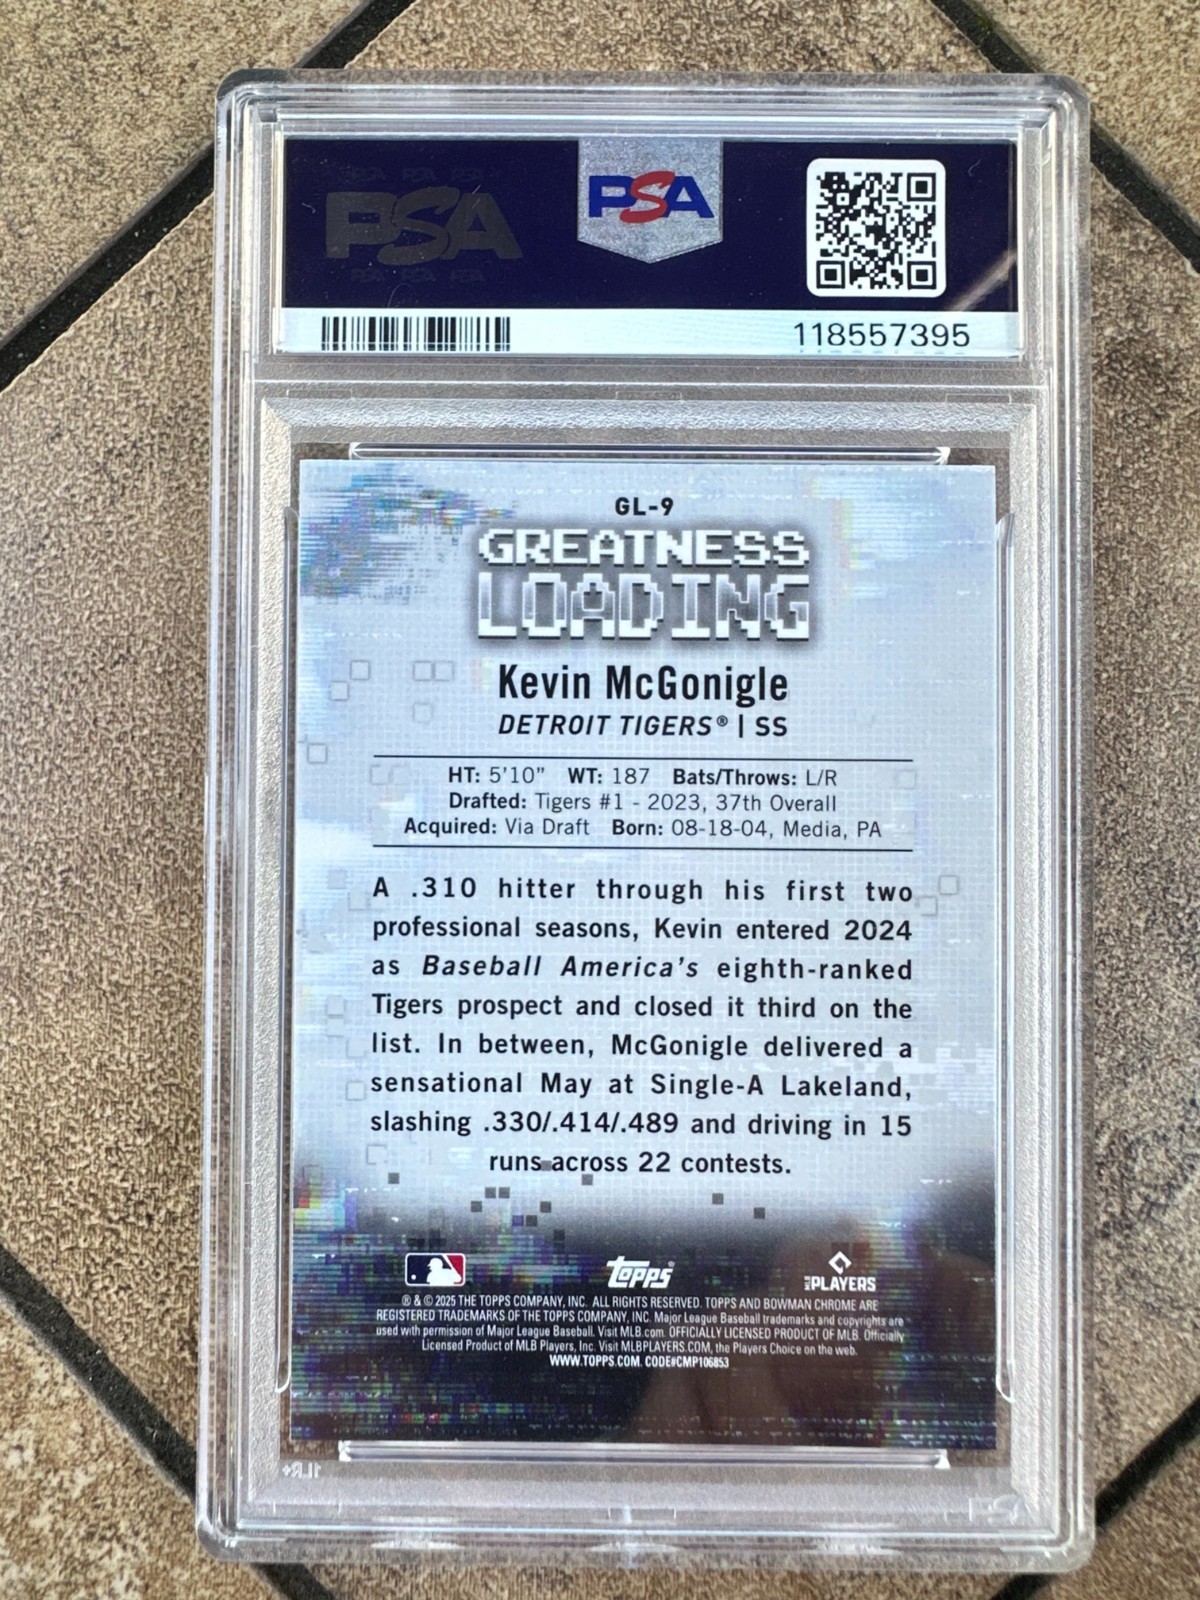 PSA
PSA
118557395
GL-9
GREATNESS
LOADING
Kevin McGonigle
DETROIT TIGERS® | SS
HT: 5'10" WT: 187 Bats/Throws: L/R
Drafted: Tigers #1 - 2023, 37th Overall
Acquired: Via Draft Born: 08-18-04, Media, PA
A .310 hitter through his first two
professional seasons, Kevin entered 2024
as Baseball America's eighth-ranked
Tigers prospect and closed it third on the
list. In between, McGonigle delivered a
sensational May at Single-A Lakeland,
slashing .330/.414/.489 and driving in 15
runs across 22 contests.
Topps®
MLB PLAYERS
® & © 2025 THE TOPPS COMPANY, INC. ALL RIGHTS RESERVED. TOPPS AND BOWMAN CHROME ARE
REGISTERED TRADEMARKS OF THE TOPPS COMPANY, INC. Major League Baseball trademarks and copyrights are
used with permission of Major League Baseball. Visit MLB.com. OFFICIALLY LICENSED PRODUCT OF MLB. Officially
Licensed Product of MLB Players, Inc. Visit MLBPLAYERS.COM, the Players Choice on the web.
WWW.TOPPS.COM. CODE#CMP106853